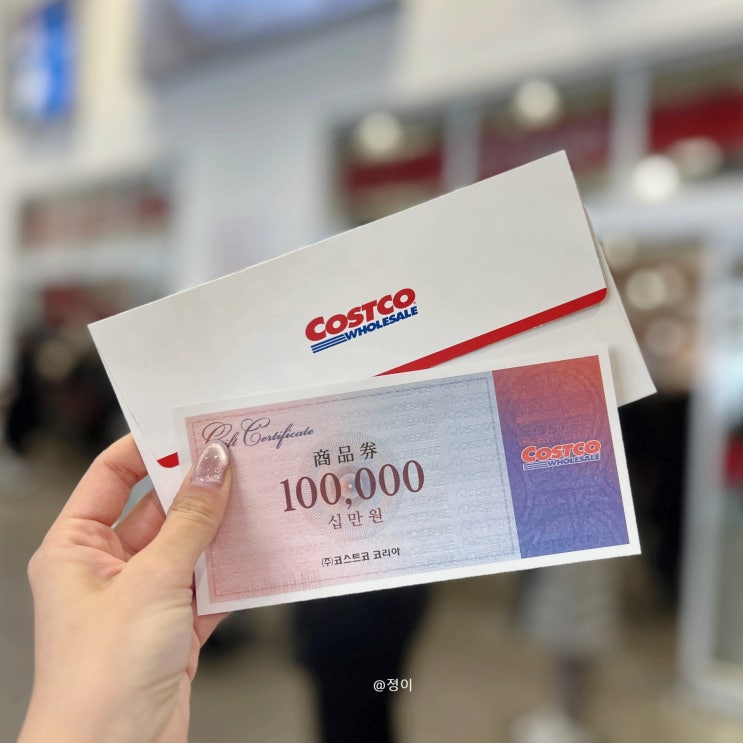 COSTCO
WHOLESALE
Gift Certificate
商品券
100,000
십만원
(주)코스트코 코리아
COSTCO
WHOLESALE
@졍이